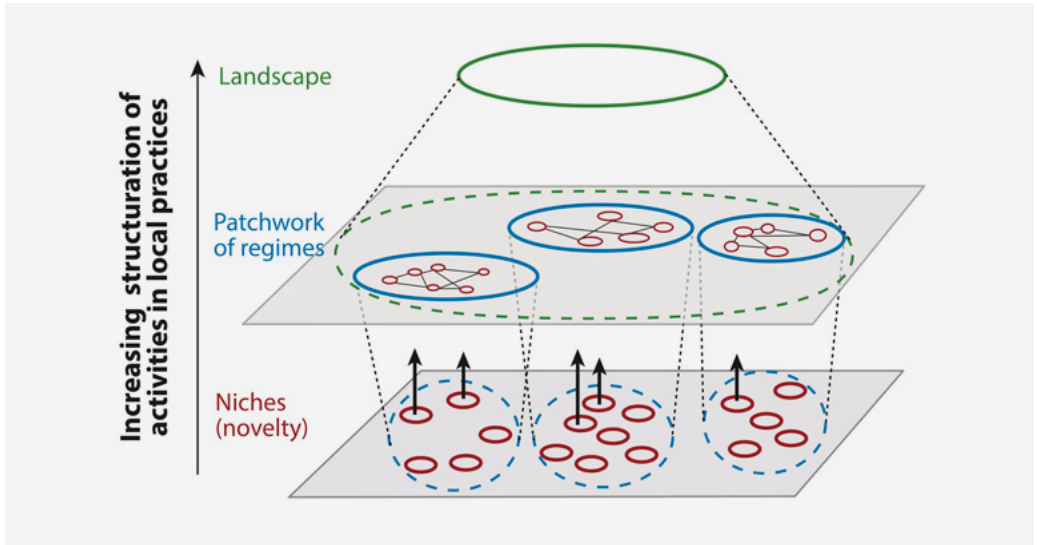 Increasing structuration of
activities in local practices
Landscape
Patchwork
of regimes
Niches
(novelty)